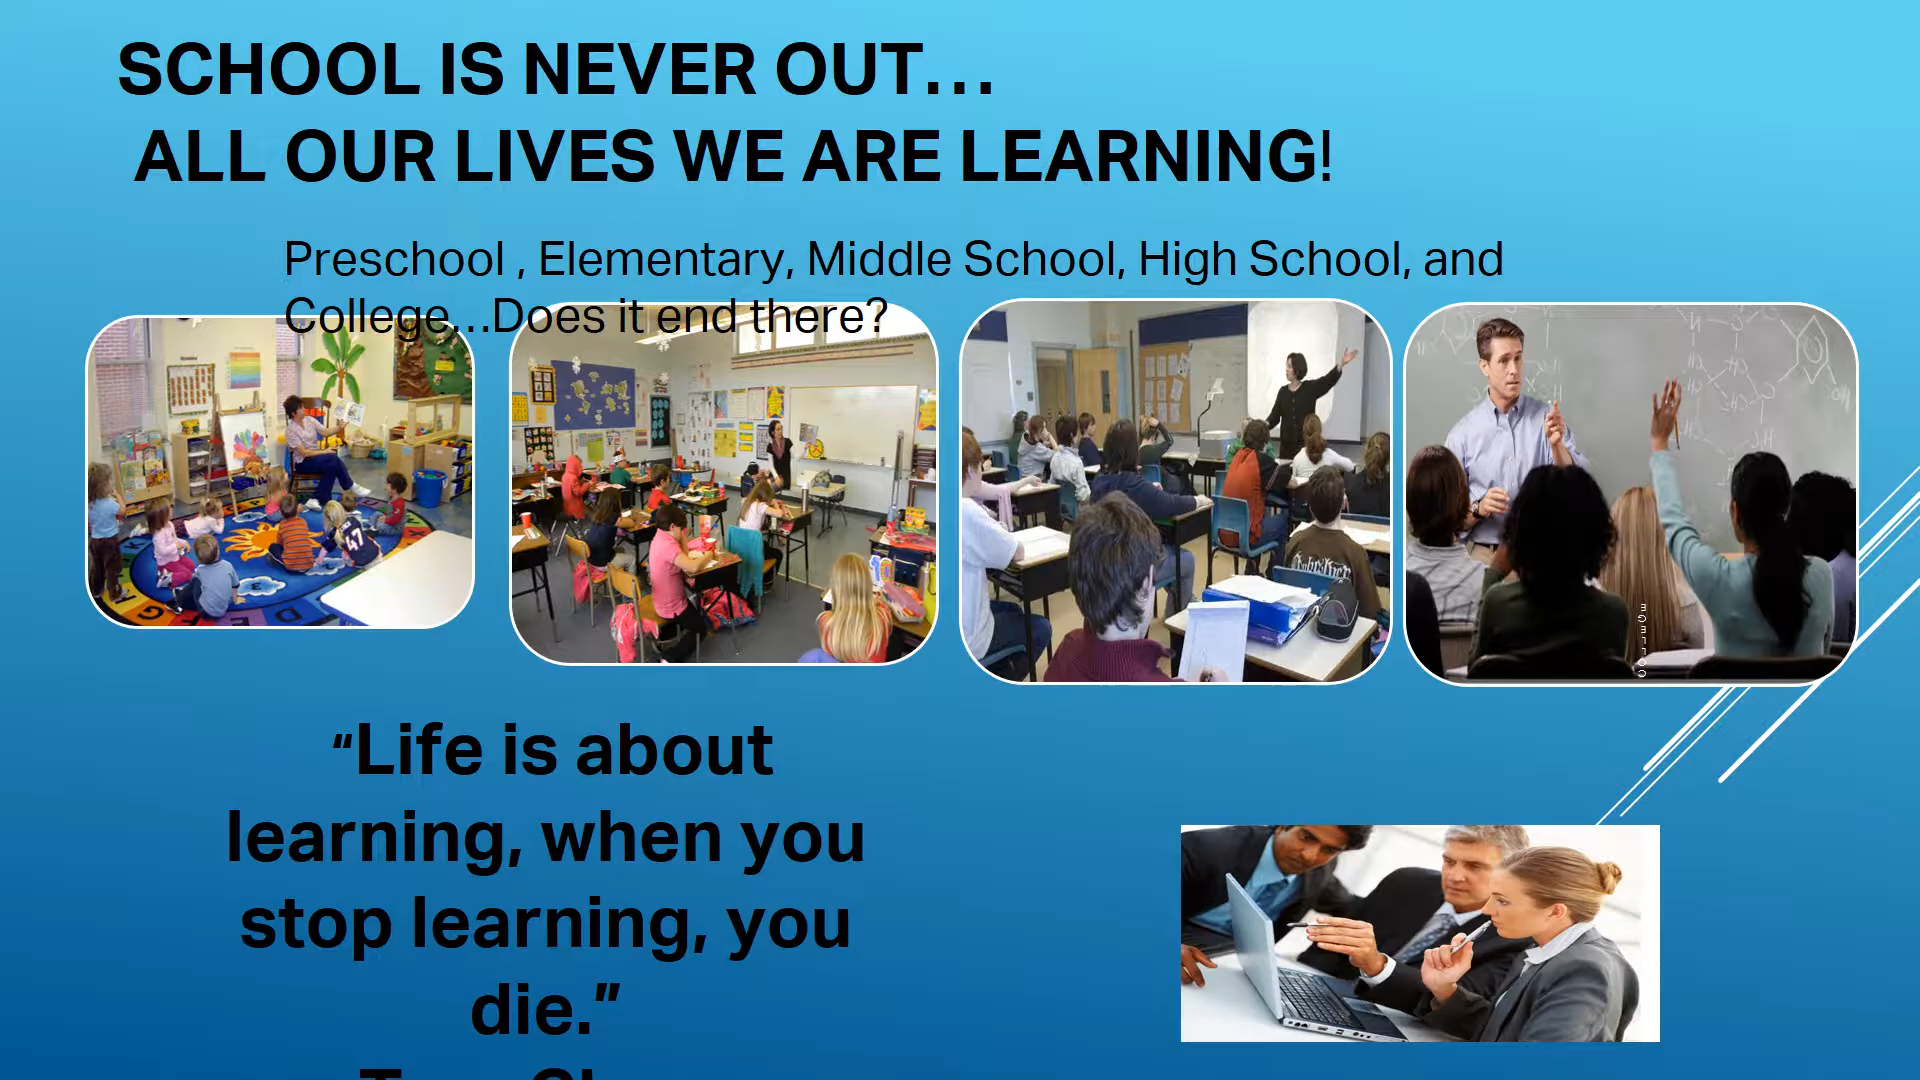 SCHOOL IS NEVER OUT...
ALL OUR LIVES WE ARE LEARNING!
Preschool , Elementary, Middle School, High School, and
College...Does it end there?
47
“Life is about
learning, when you
stop learning, you
die.”